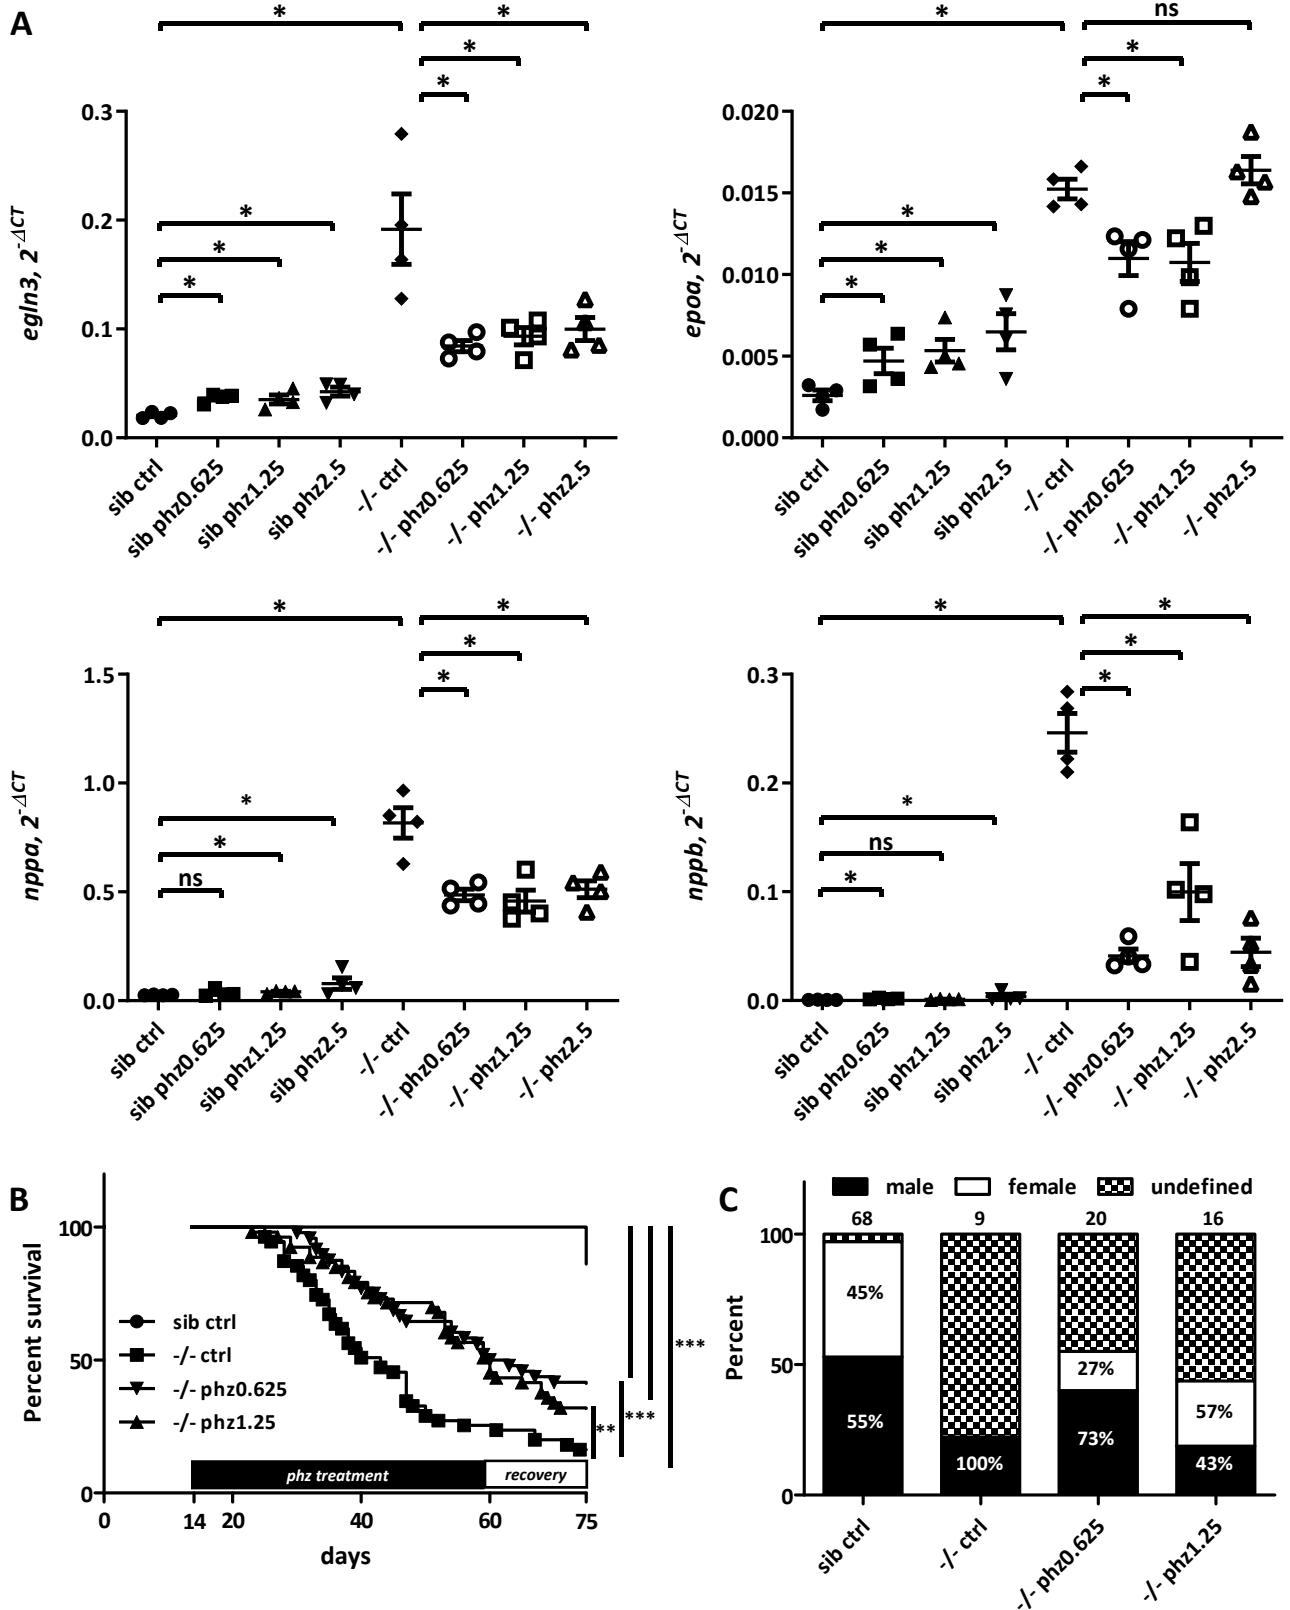 A
* * * *
egln3, 2^-ΔCT
0.3
0.2
0.1
0.0
* * *
sib ctrl
sib phz0.625
sib phz1.25
sib phz2.5
-/- ctrl
-/- phz0.625
-/- phz1.25
-/- phz2.5
* ns * *
epoa, 2^-ΔCT
0.020
0.015
0.010
0.005
0.000
* * *
sib ctrl
sib phz0.625
sib phz1.25
sib phz2.5
-/- ctrl
-/- phz0.625
-/- phz1.25
-/- phz2.5
* * * *
nppa, 2^-ΔCT
1.5
1.0
0.5
0.0
* * ns
sib ctrl
sib phz0.625
sib phz1.25
sib phz2.5
-/- ctrl
-/- phz0.625
-/- phz1.25
-/- phz2.5
* * * *
nppb, 2^-ΔCT
0.3
0.2
0.1
0.0
* ns *
sib ctrl
sib phz0.625
sib phz1.25
sib phz2.5
-/- ctrl
-/- phz0.625
-/- phz1.25
-/- phz2.5
B
Percent survival
100
50
0
sib ctrl
-/- ctrl
-/- phz0.625
-/- phz1.25
phz treatment
recovery
** *** ***
0 14 20 40 60 75
days
C
male female undefined
68 9 20 16
Percent
100
50
0
45%
55%
100%
27%
73%
57%
43%
sib ctrl
-/- ctrl
-/- phz0.625
-/- phz1.25